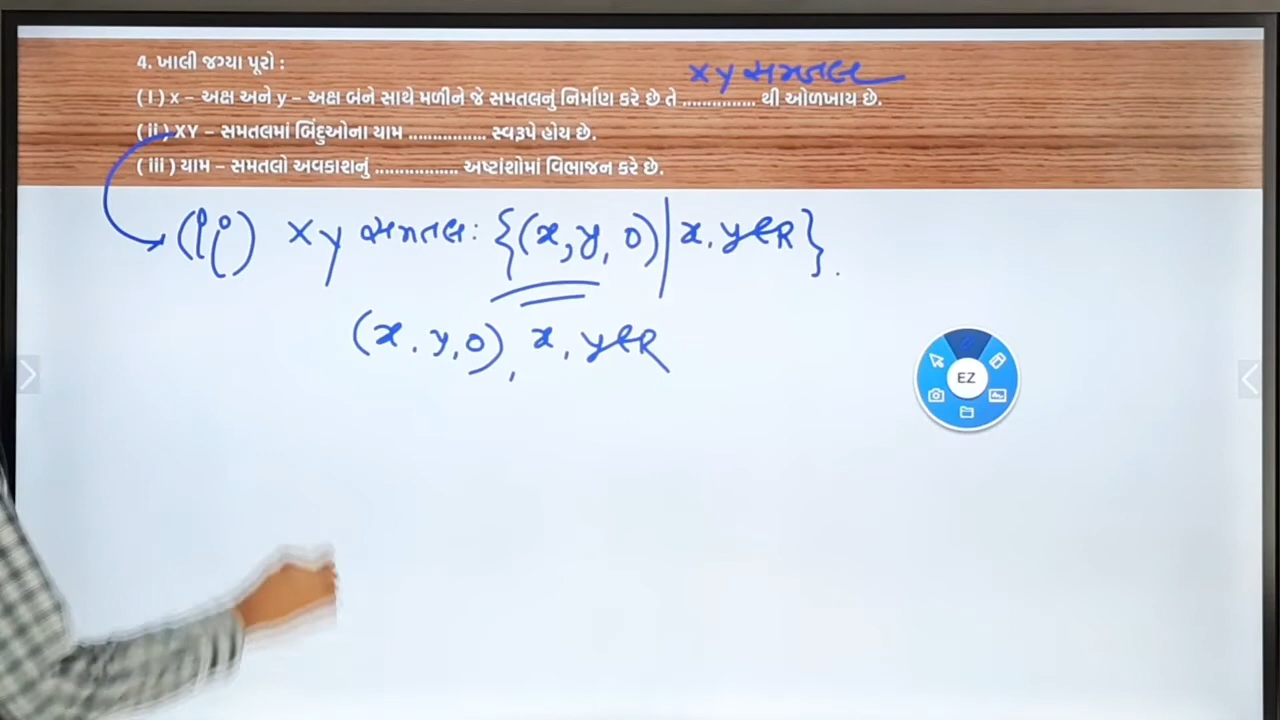 4. ખાલી જગ્યા પૂરો :
xy સમતલ
( I ) x – અક્ષ અને y – અક્ષ બંને સાથે મળીને જે સમતલનું નિર્માણ કરે છે તે ............... થી ઓળખાય છે.
( ii ) XY – સમતલમાં બિંદુઓના યામ ................ સ્વરૂપે હોય છે.
( iii ) યામ – સમતલો અવકાશનું ................. અષ્ટાંશોમાં વિભાજન કરે છે.
(ii) xy સમતલ: {(x, y, 0) | x, y ∈ R}.
(x, y, 0), x, y ∈ R
EZ